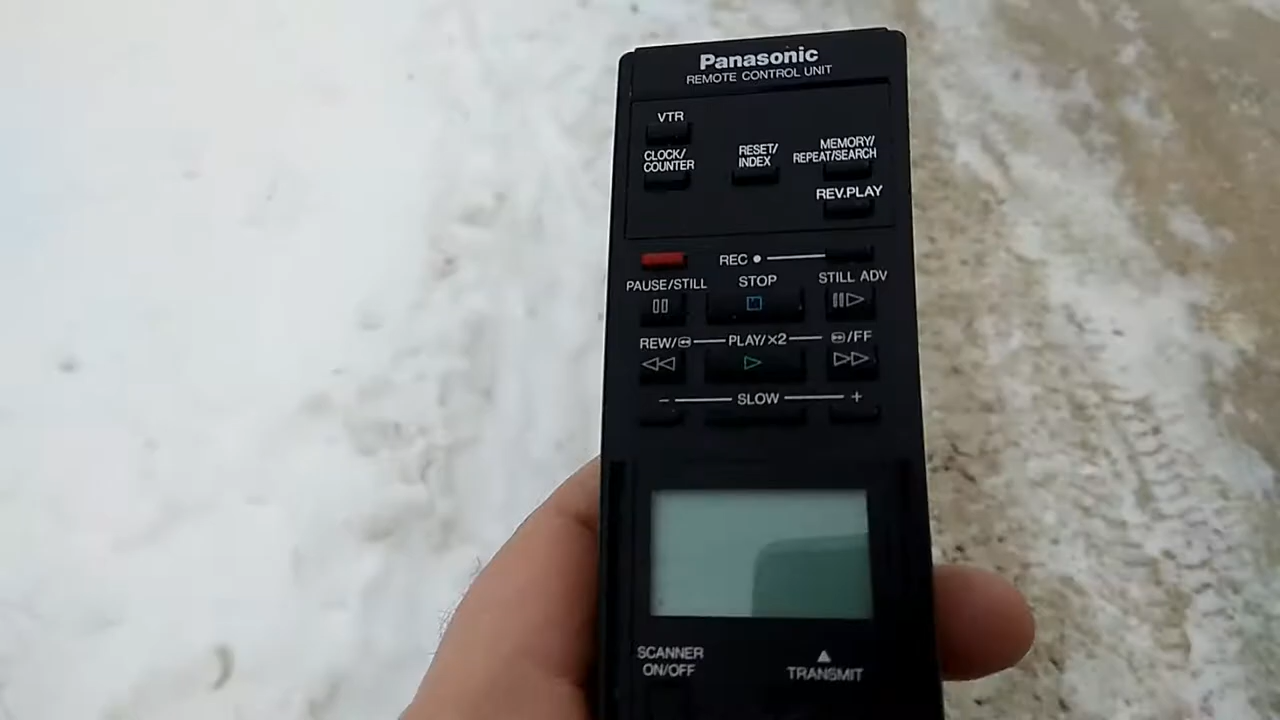 Panasonic
REMOTE CONTROL UNIT
VTR
CLOCK/
COUNTER
RESET/
INDEX
MEMORY/
REPEAT/SEARCH
REV.PLAY
REC
PAUSE/STILL
STOP
STILL ADV
REW/
PLAY/×2
/FF
− SLOW +
SCANNER
ON/OFF
TRANSMIT